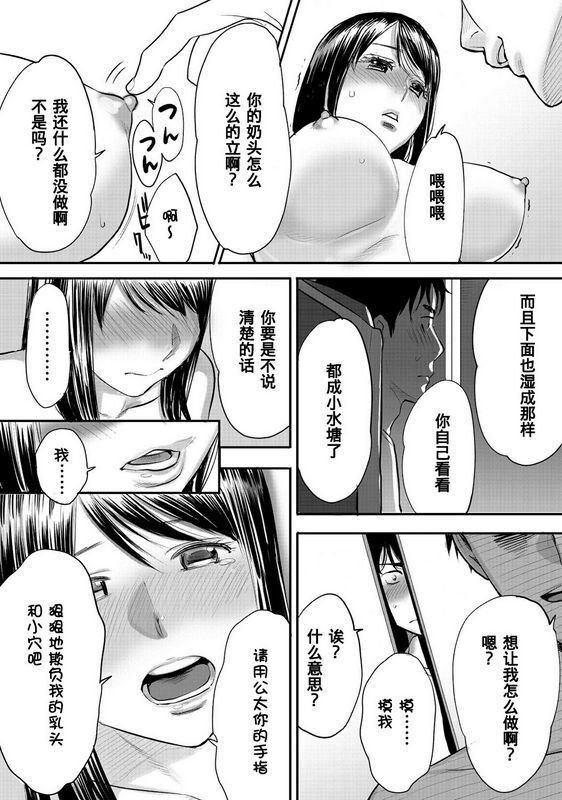 喂喂喂
你的奶头怎么
这么的立啊?
我还什么都没做啊
不是吗?
つん
つん
つん
啊~
而且下面也湿成那样
你自己看看
都成小水塘了
想让我怎么做啊?
嗯?
摸……
摸我
诶?
什么意思?
你要是不说
清楚的话
…………
我……
请用公太你的手指
狠狠地欺负我的乳头
和小穴吧